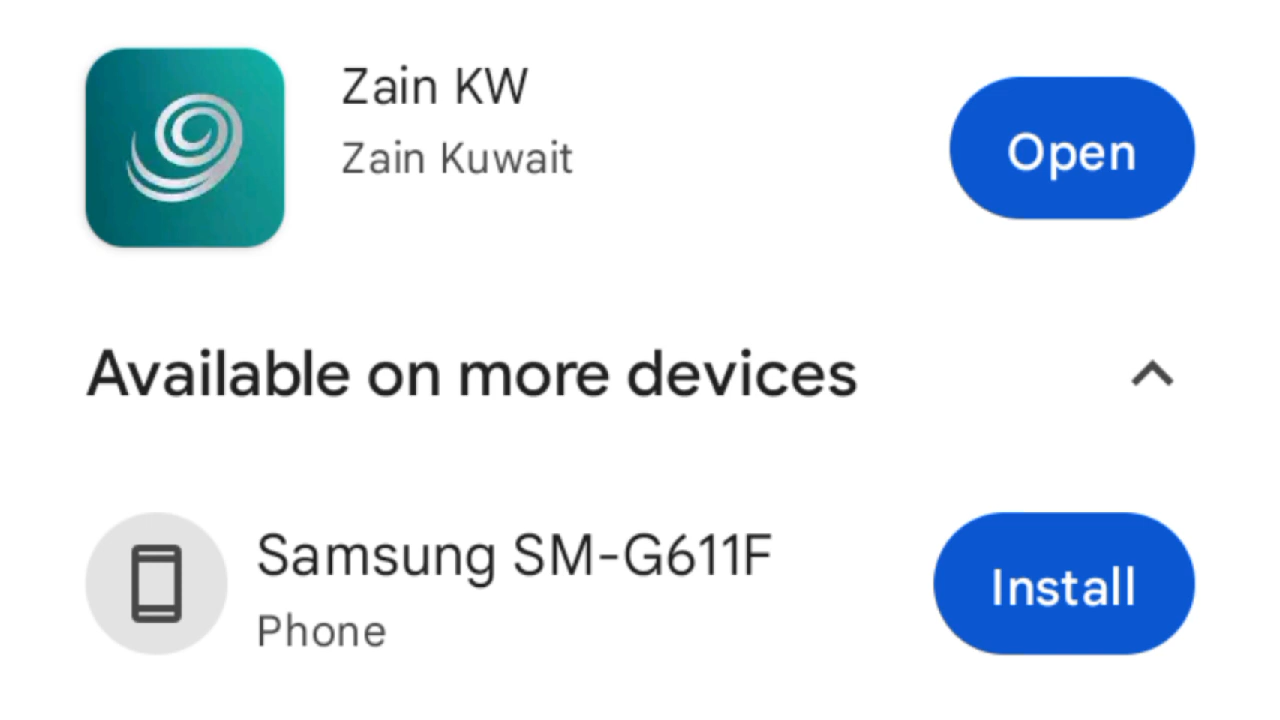 Zain KW
Zain Kuwait
Open
Available on more devices
Samsung SM-G611F
Phone
Install